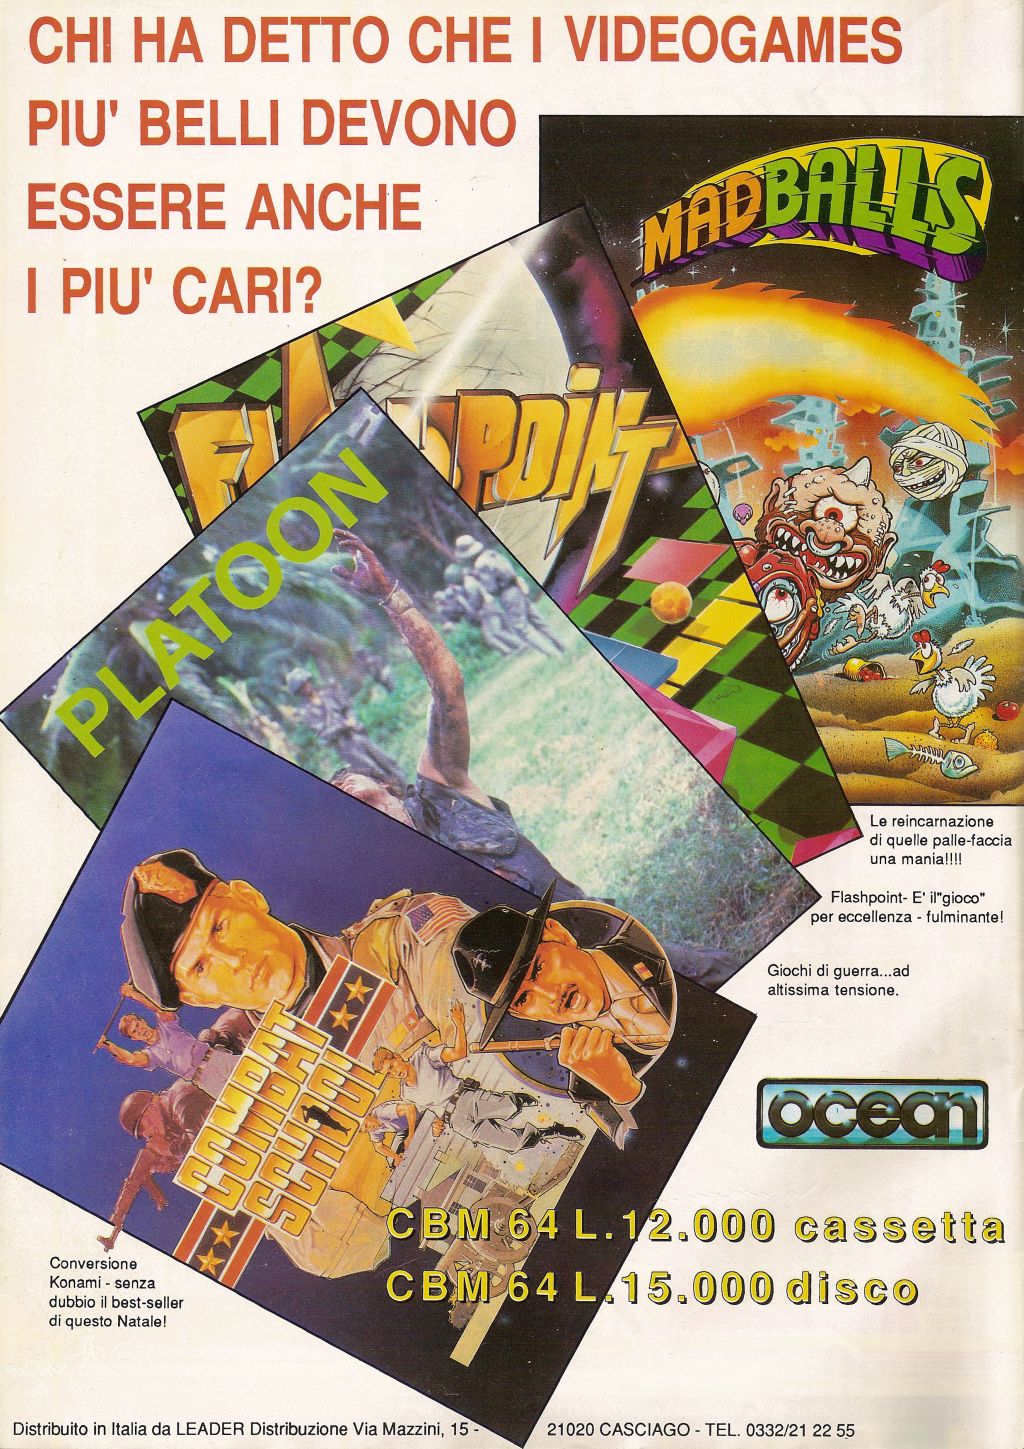 CHI HA DETTO CHE I VIDEOGAMES
PIU' BELLI DEVONO
ESSERE ANCHE
I PIU' CARI?
MADBALLS
FLASHPOINT
PLATOON
COMBAT
SCHOOL
Le reincarnazione
di quelle palle-faccia
una mania!!!!
Flashpoint- E' il"gioco"
per eccellenza - fulminante!
Giochi di guerra...ad
altissima tensione.
ocean
CBM 64 L.12.000 cassetta
CBM 64 L.15.000 disco
Conversione
Konami - senza
dubbio il best-seller
di questo Natale!
Distribuito in Italia da LEADER Distribuzione Via Mazzini, 15 - 21020 CASCIAGO - TEL. 0332/21 22 55